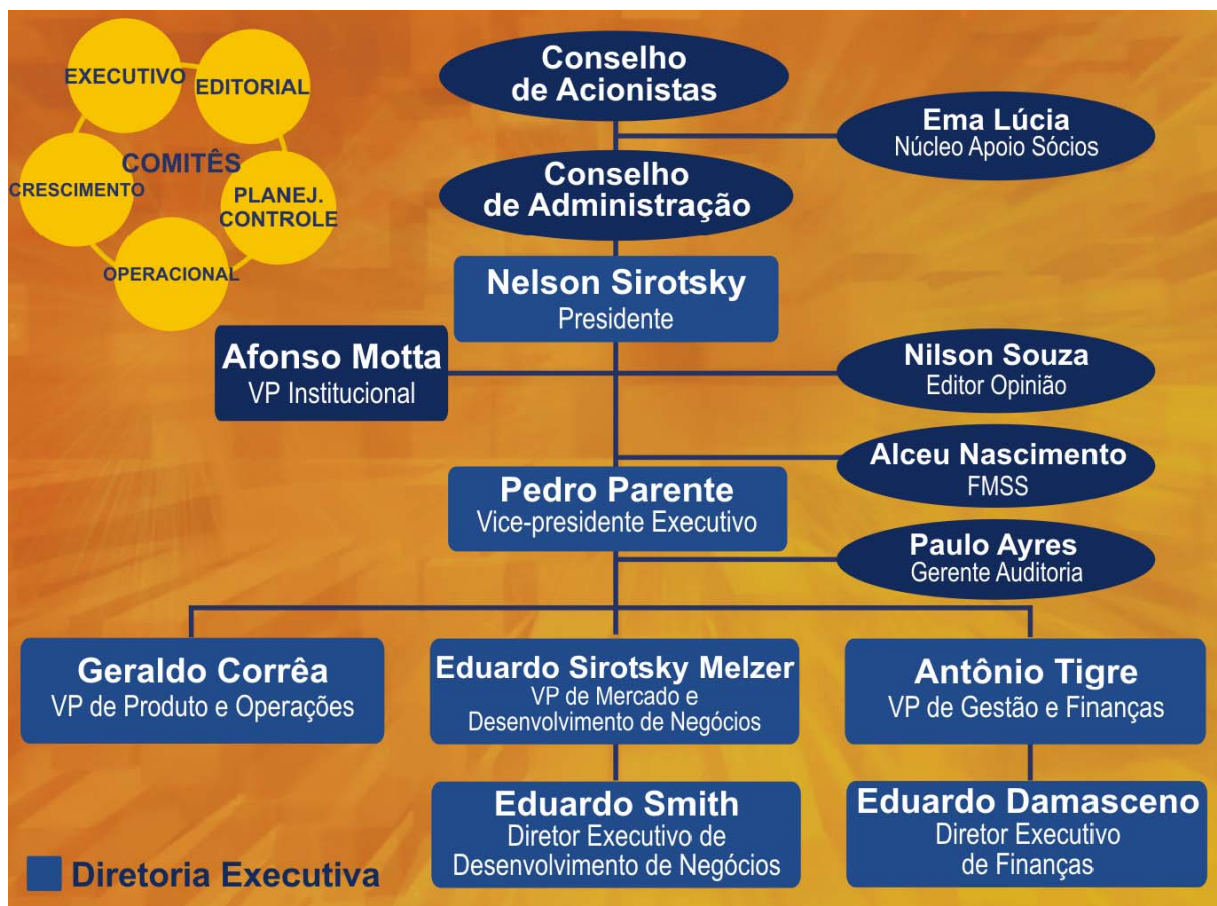 EXECUTIVO
EDITORIAL
COMITÊS
CRESCIMENTO
PLANEJ.
CONTROLE
OPERACIONAL
Conselho
de Acionistas
Ema Lúcia
Núcleo Apoio Sócios
Conselho
de Administração
Nelson Sirotsky
Presidente
Afonso Motta
VP Institucional
Nilson Souza
Editor Opinião
Alceu Nascimento
FMSS
Pedro Parente
Vice-presidente Executivo
Paulo Ayres
Gerente Auditoria
Geraldo Corrêa
VP de Produto e Operações
Eduardo Sirotsky Melzer
VP de Mercado e
Desenvolvimento de Negócios
Antônio Tigre
VP de Gestão e Finanças
Eduardo Smith
Diretor Executivo de
Desenvolvimento de Negócios
Eduardo Damasceno
Diretor Executivo
de Finanças
Diretoria Executiva